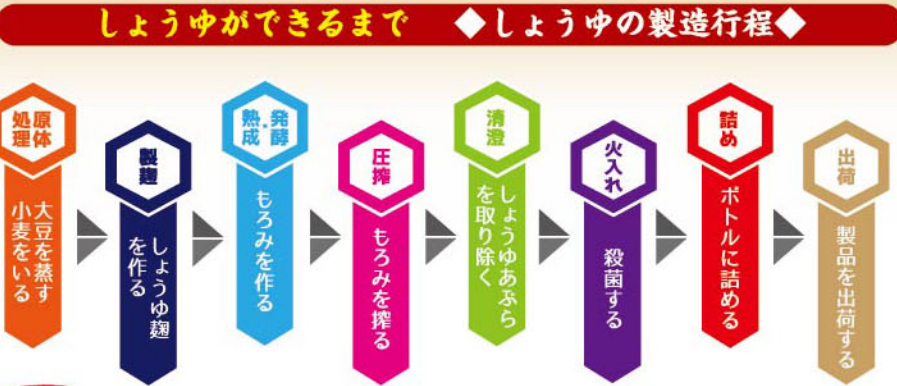 しょうゆができるまで ◆しょうゆの製造行程◆
原体
処理
大豆を蒸す
小麦をいる
製麹
しょうゆ麹
を作る
発酵・
熟成
もろみを作る
圧搾
もろみを搾る
清澄
しょうゆあぶら
を取り除く
火入れ
殺菌する
詰め
ボトルに詰める
出荷
製品を出荷する